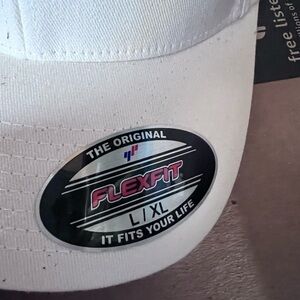 THE ORIGINAL
FLEXFIT
L / XL
IT FITS YOUR LIFE
free liste